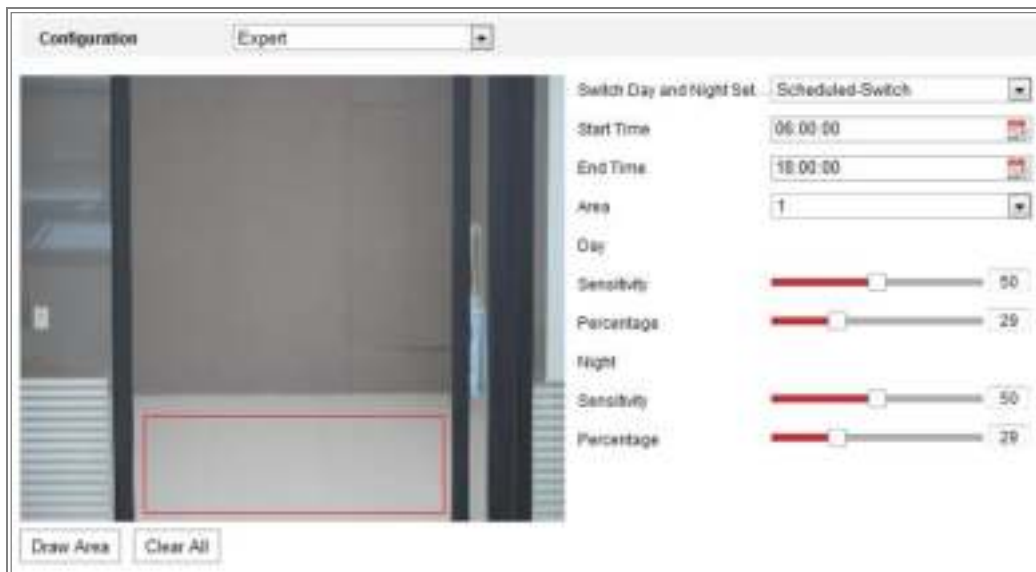 Configuration Expert
Switch Day and Night Set. Scheduled-Switch
Start Time 06:00:00
End Time 18:00:00
Area 1
Day
Sensitivity 50
Percentage 29
Night
Sensitivity 50
Percentage 29
Draw Area Clear All